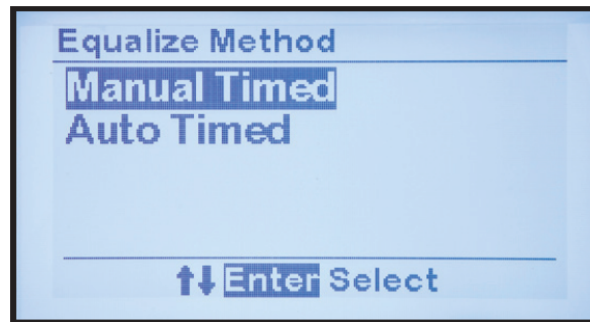 Equalize Method
Manual Timed
Auto Timed
↑↓ Enter Select